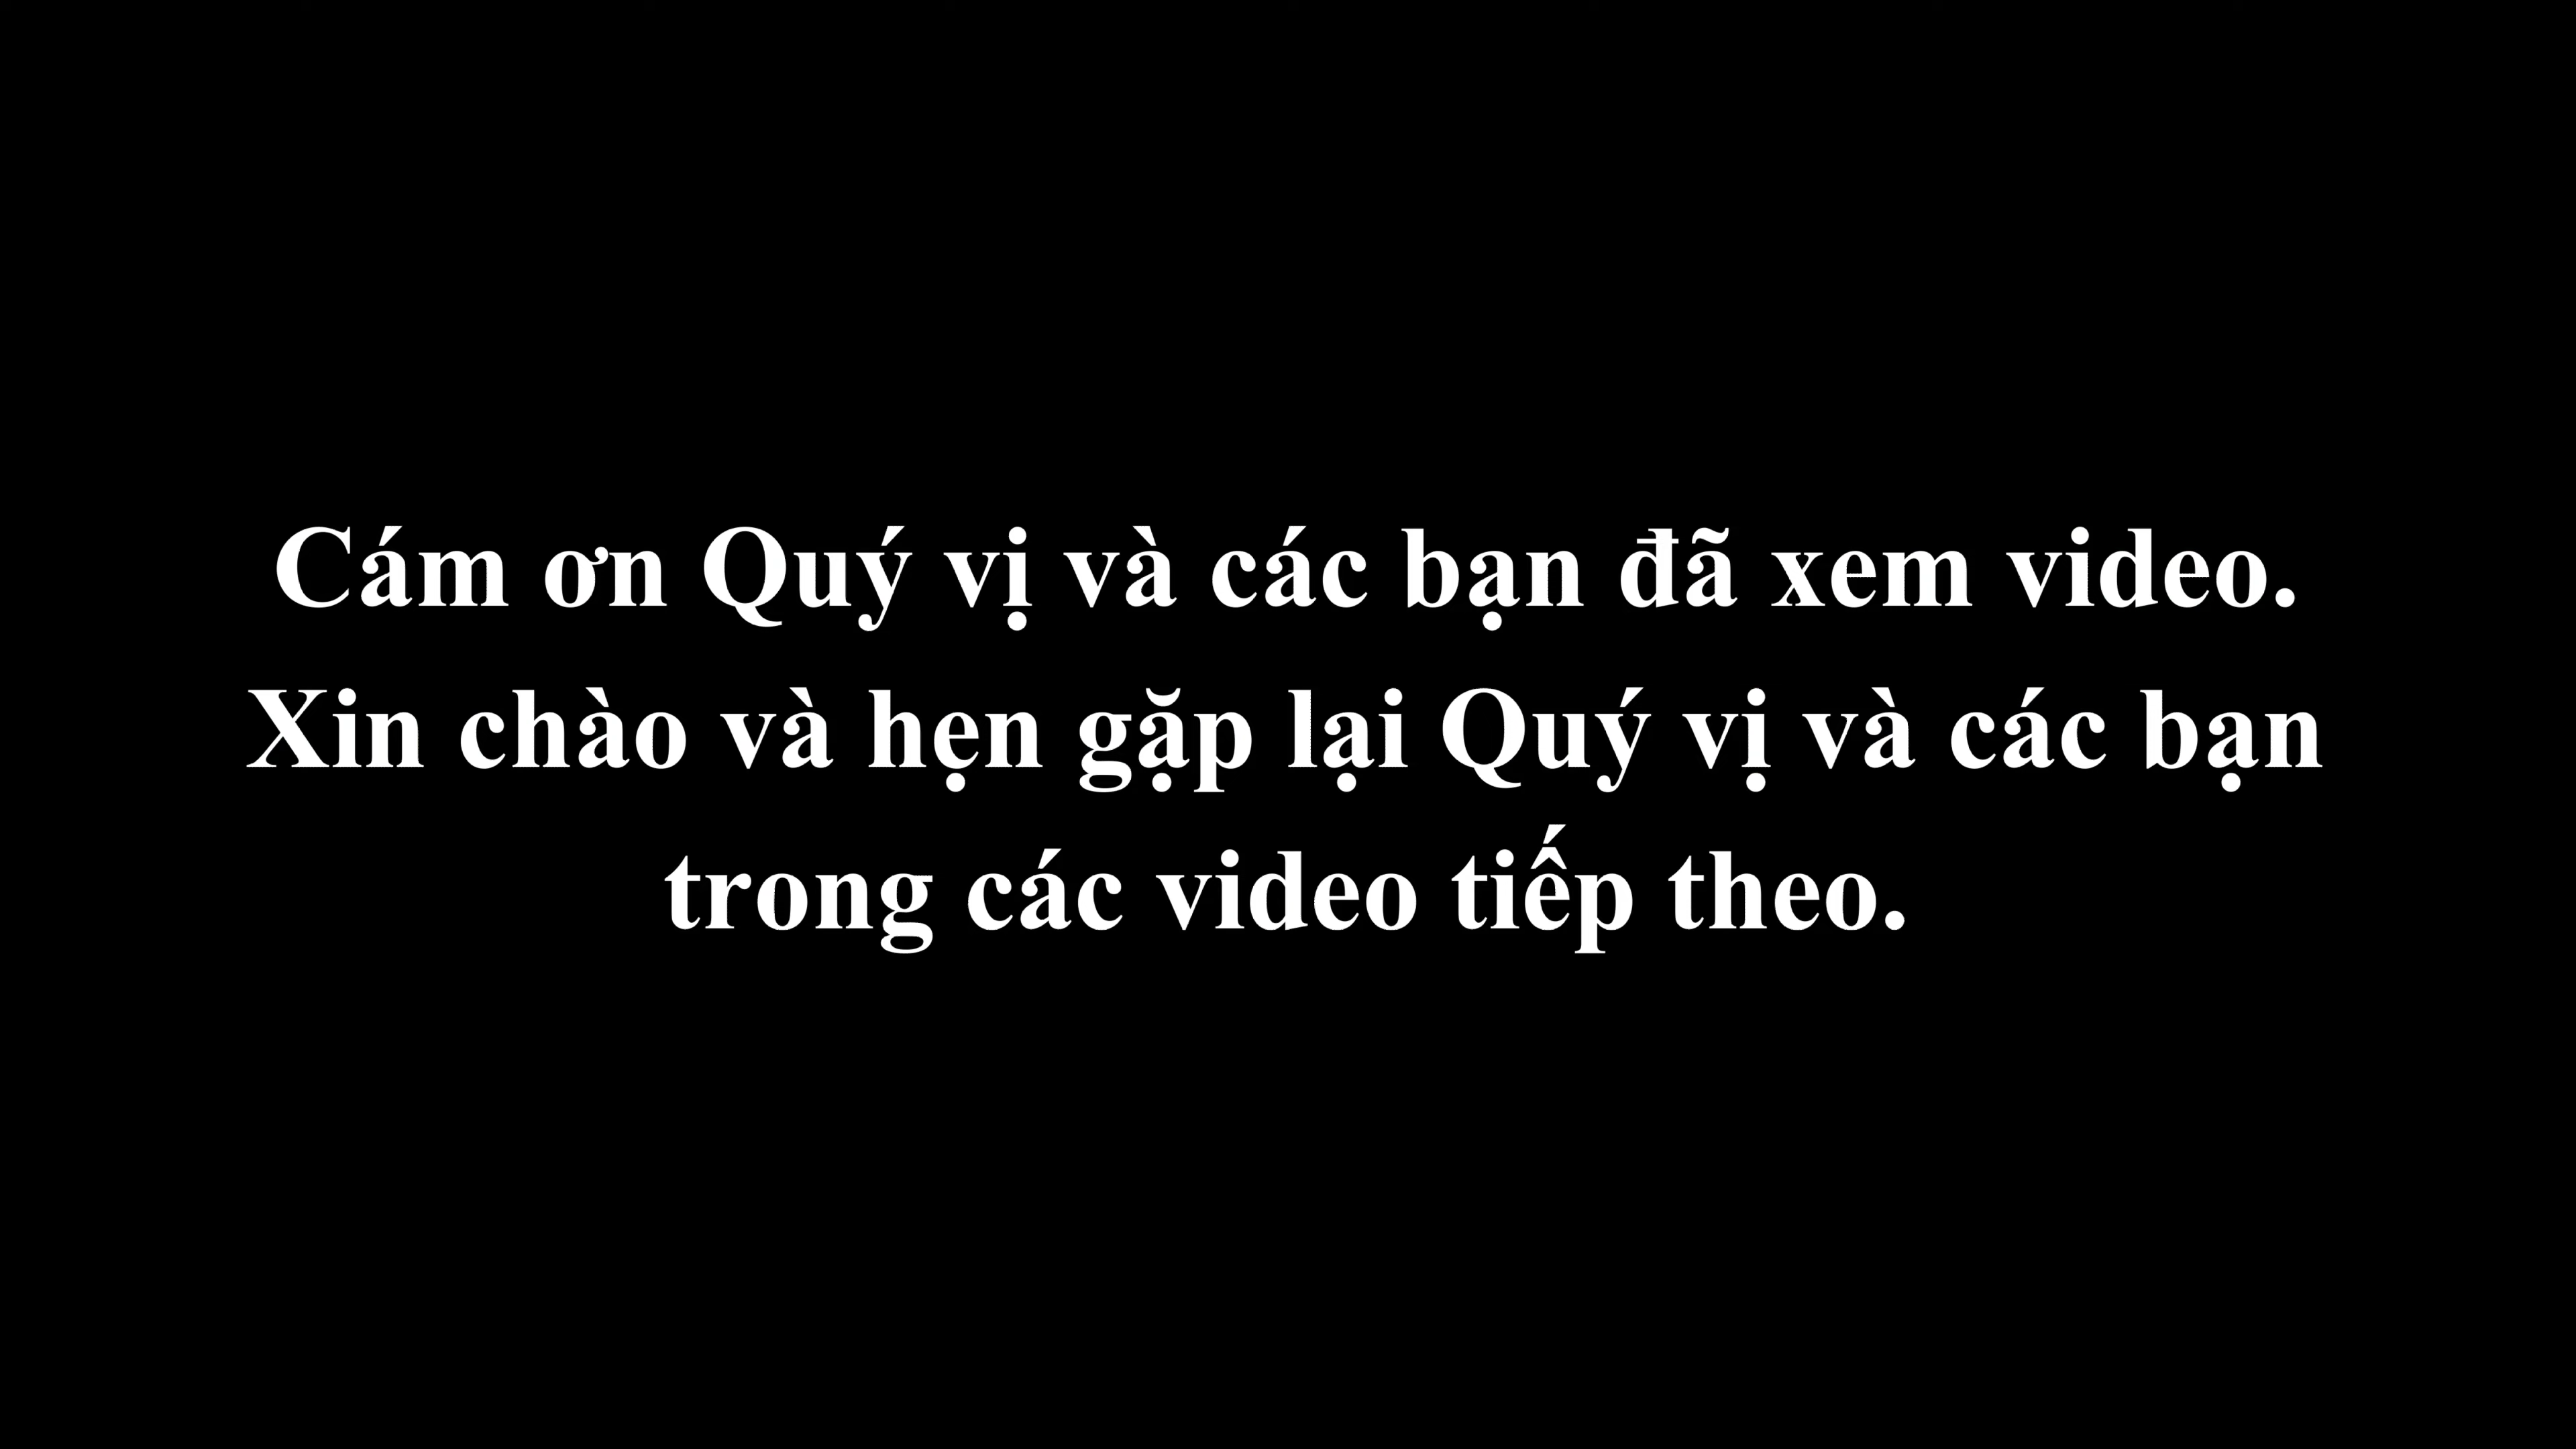 Cám ơn Quý vị và các bạn đã xem video.
Xin chào và hẹn gặp lại Quý vị và các bạn
trong các video tiếp theo.